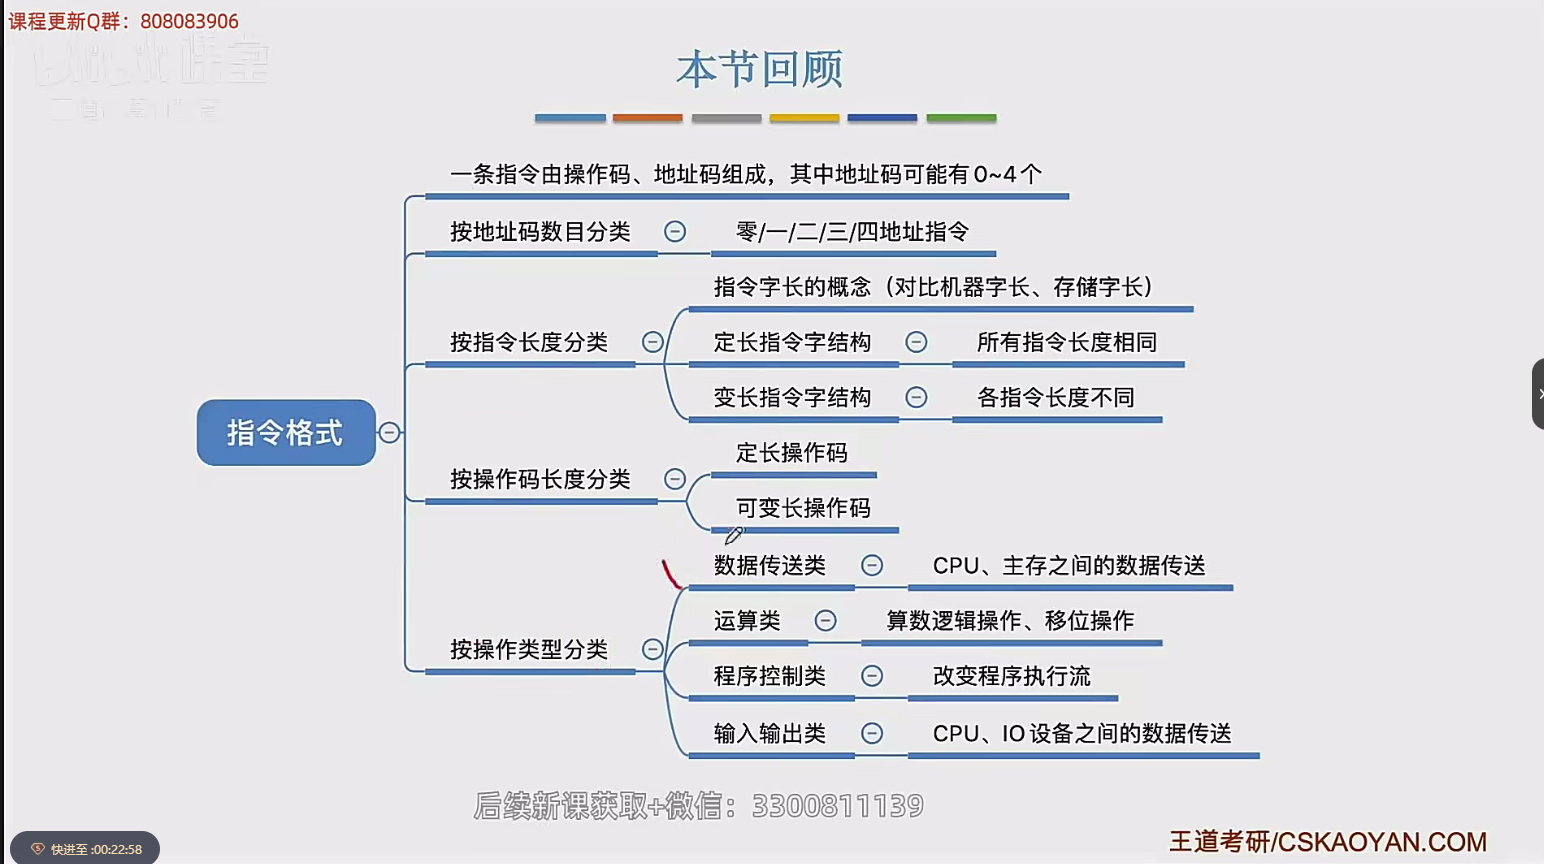 课程更新Q群：808083906
本节回顾
一条指令由操作码、地址码组成，其中地址码可能有0~4个
按地址码数目分类
零/一/二/三/四地址指令
指令字长的概念（对比机器字长、存储字长）
按指令长度分类
定长指令字结构
所有指令长度相同
变长指令字结构
各指令长度不同
指令格式
定长操作码
按操作码长度分类
可变长操作码
数据传送类
CPU、主存之间的数据传送
运算类
算数逻辑操作、移位操作
按操作类型分类
程序控制类
改变程序执行流
输入输出类
CPU、IO设备之间的数据传送
后续新课获取+微信：3300811139
王道考研/CSKAOYAN.COM
快进至 :00:22:58